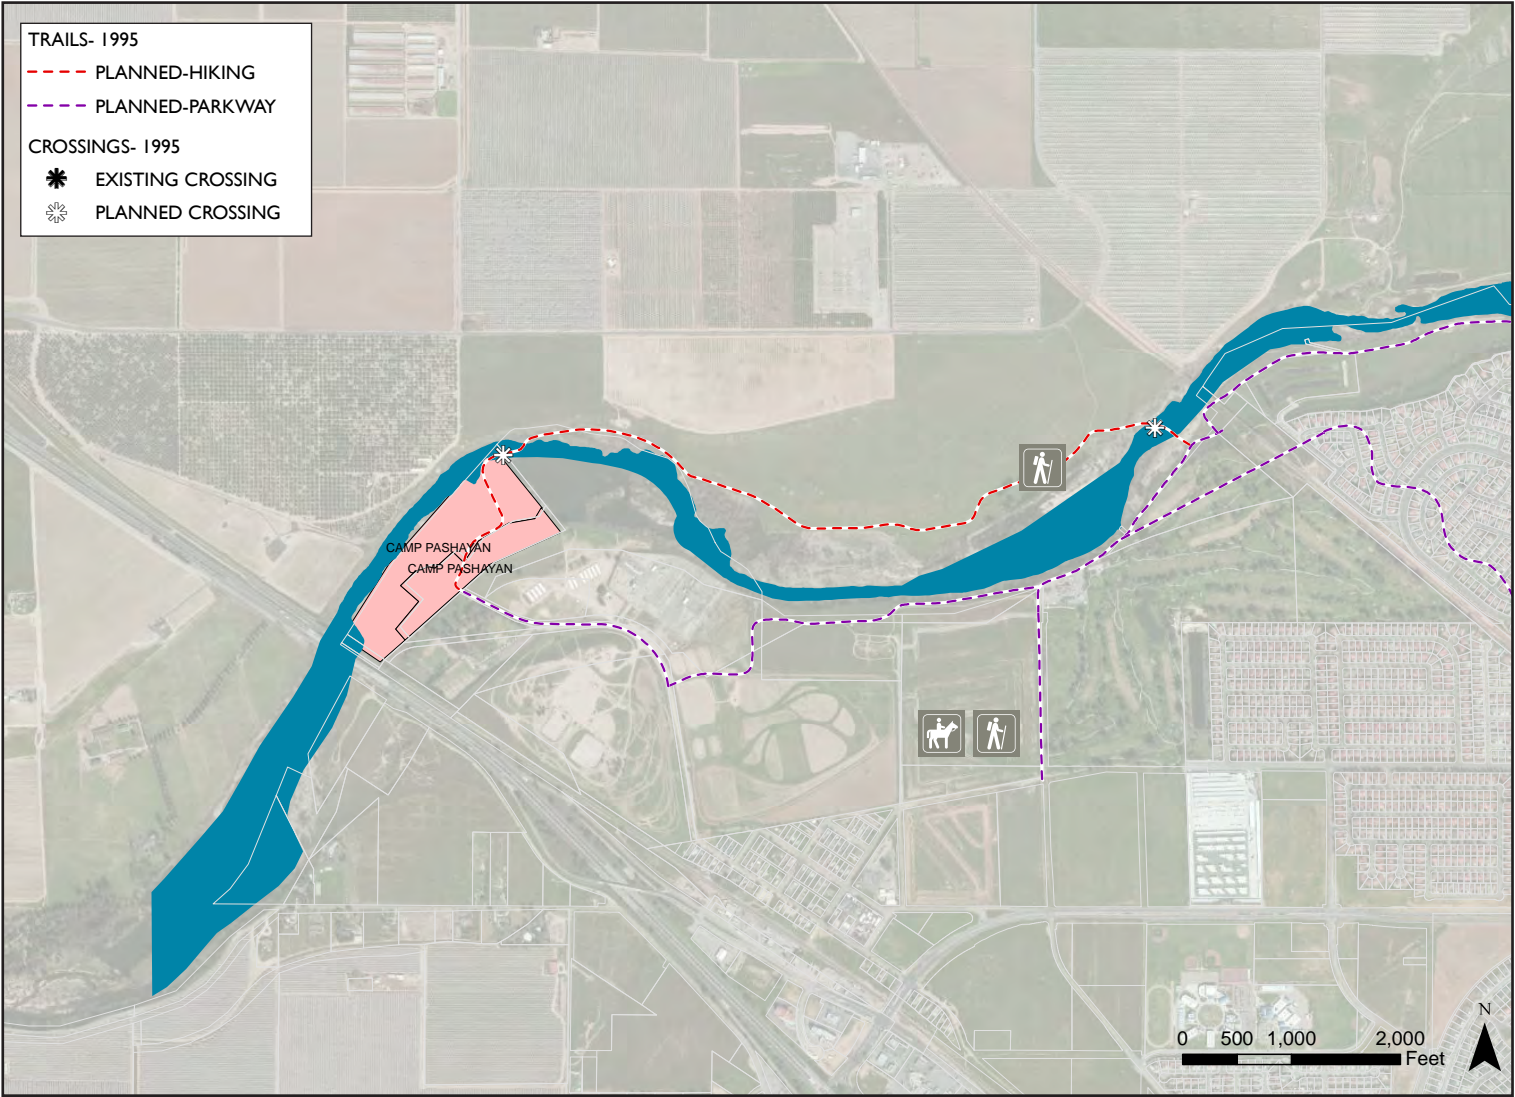 TRAILS- 1995
PLANNED-HIKING
PLANNED-PARKWAY
CROSSINGS- 1995
EXISTING CROSSING
PLANNED CROSSING
CAMP PASHAYAN
CAMP PASHAYAN
N
0 500 1,000 2,000
Feet